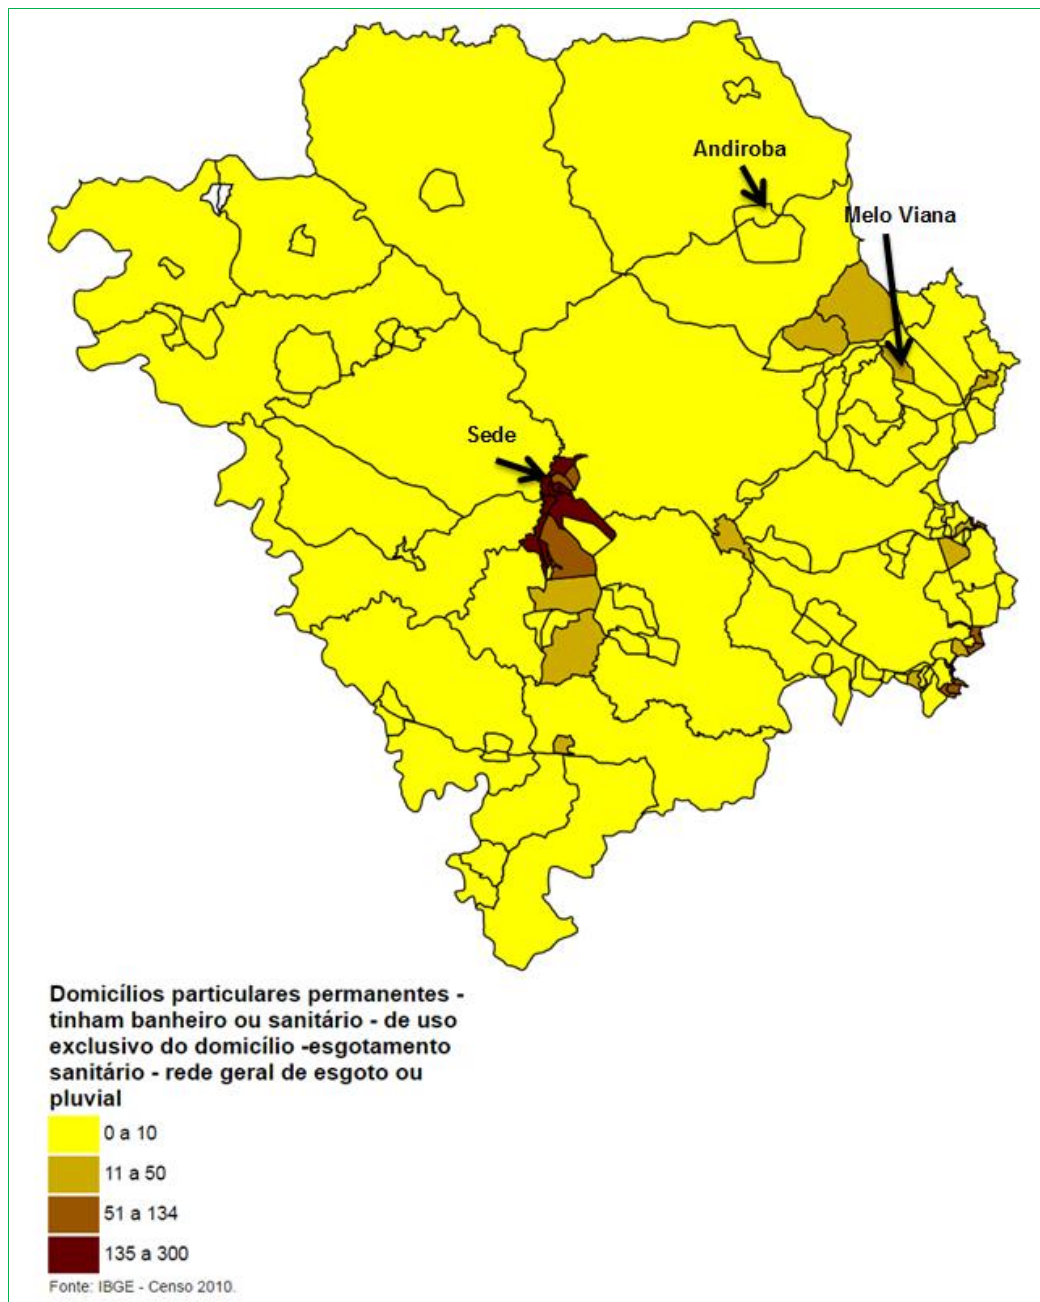 Andiroba
Melo Viana
Sede
Domicílios particulares permanentes -
tinham banheiro ou sanitário - de uso
exclusivo do domicílio -esgotamento
sanitário - rede geral de esgoto ou
pluvial
0 a 10
11 a 50
51 a 134
135 a 300
Fonte: IBGE - Censo 2010.